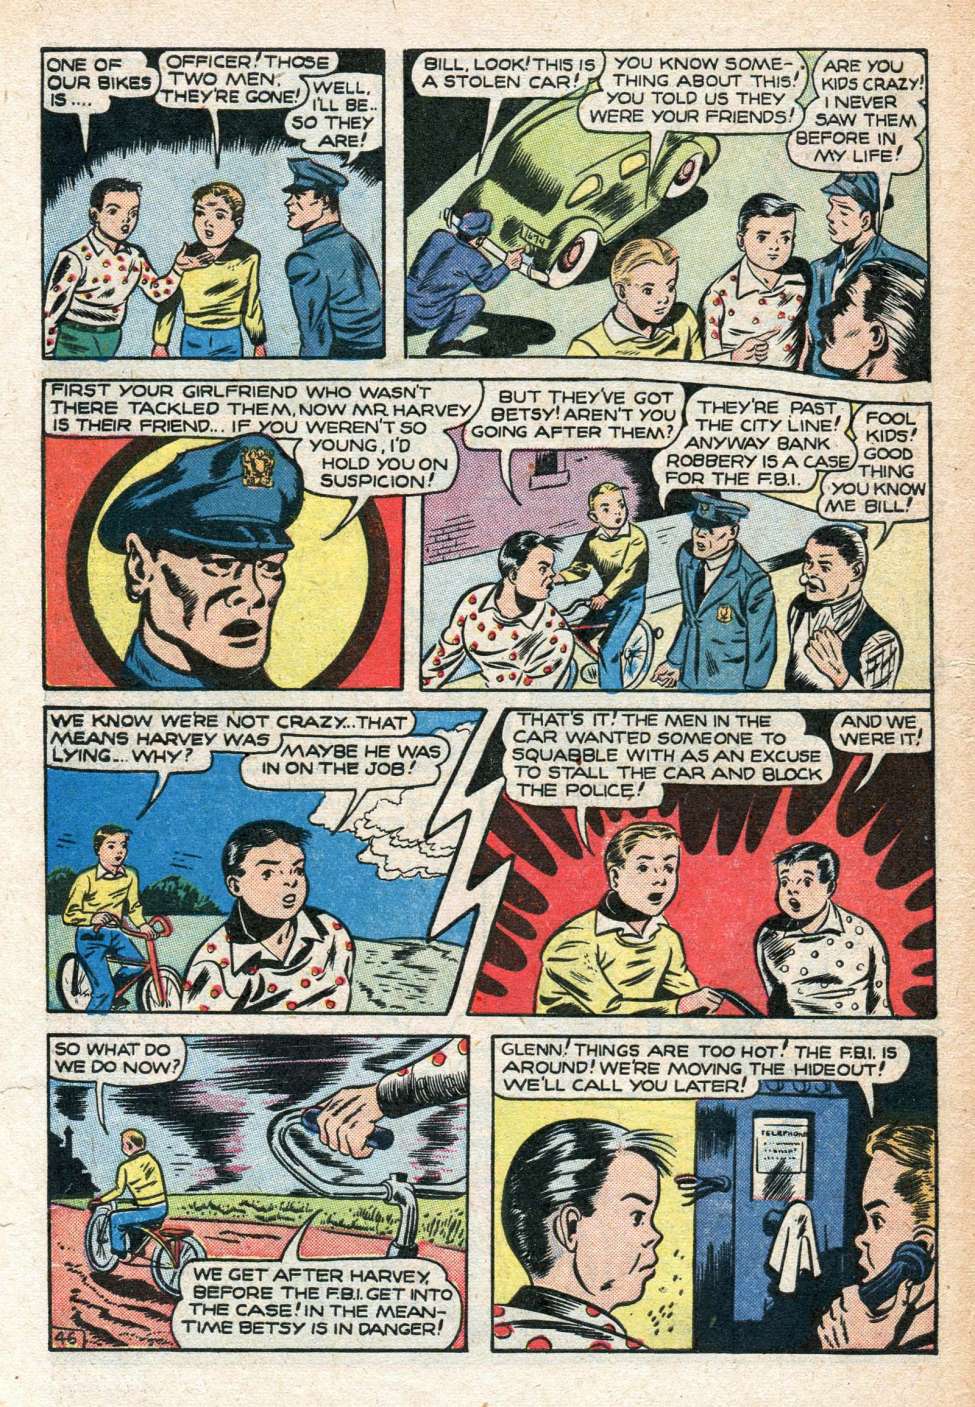 ONE OF
OUR BIKES
IS....
OFFICER! THOSE
TWO MEN,
THEY'RE GONE!
WELL,
I'LL BE..
SO THEY
ARE!
BILL, LOOK! THIS IS
A STOLEN CAR!
YOU KNOW SOME-
THING ABOUT THIS!
YOU TOLD US THEY
WERE YOUR FRIENDS!
ARE YOU
KIDS CRAZY!
I NEVER
SAW THEM
BEFORE IN
MY LIFE!
1694
FIRST YOUR GIRLFRIEND WHO WASN'T
THERE TACKLED THEM, NOW MR. HARVEY
IS THEIR FRIEND... IF YOU WEREN'T SO
YOUNG, I'D
HOLD YOU ON
SUSPICION!
BUT THEY'VE GOT
BETSY! AREN'T YOU
GOING AFTER THEM?
THEY'RE PAST
THE CITY LINE!
ANYWAY BANK
ROBBERY IS A CASE
FOR THE F.B.I.
FOOL
KIDS!
GOOD
THING
YOU KNOW
ME BILL!
WE KNOW WE'RE NOT CRAZY...THAT
MEANS HARVEY WAS
LYING... WHY?
MAYBE HE WAS
IN ON THE JOB!
THAT'S IT! THE MEN IN THE
CAR WANTED SOMEONE TO
SQUABBLE WITH AS AN EXCUSE
TO STALL THE CAR AND BLOCK
THE POLICE!
AND WE
WERE IT!
SO WHAT DO
WE DO NOW?
WE GET AFTER HARVEY,
BEFORE THE F.B.I. GET INTO
THE CASE! IN THE MEAN-
TIME BETSY IS IN DANGER!
46
GLENN! THINGS ARE TOO HOT! THE F.B.I. IS
AROUND! WE'RE MOVING THE HIDEOUT!
WE'LL CALL YOU LATER!
TELEPHONE